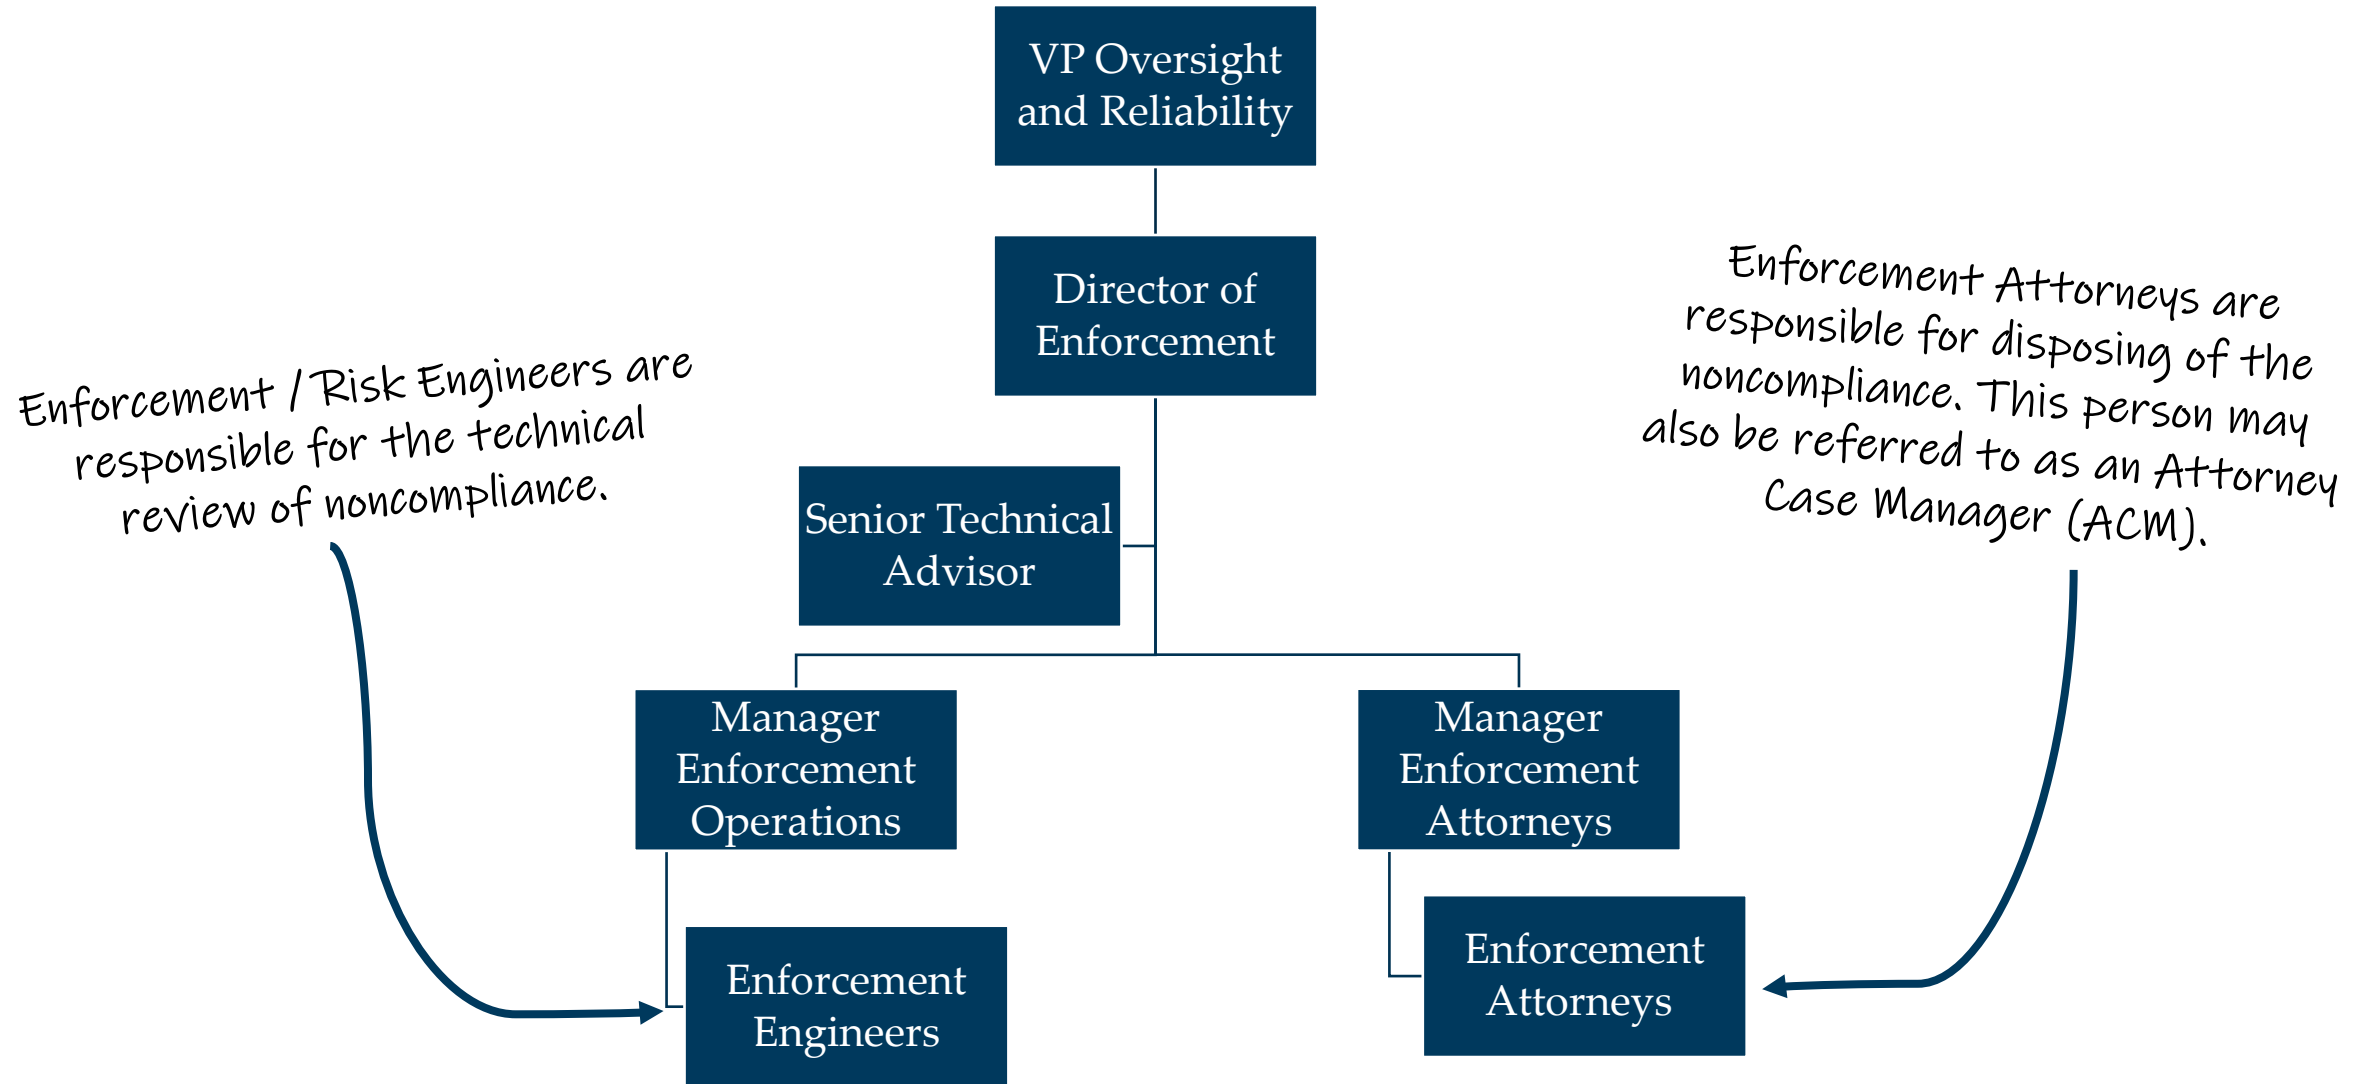 VP Oversight
and Reliability
Director of
Enforcement
Enforcement / Risk Engineers are
responsible for the technical
review of noncompliance.
Enforcement Attorneys are
responsible for disposing of the
noncompliance. This person may
also be referred to as an Attorney
Case Manager (ACM).
Senior Technical
Advisor
Manager
Enforcement
Operations
Manager
Enforcement
Attorneys
Enforcement
Engineers
Enforcement
Attorneys